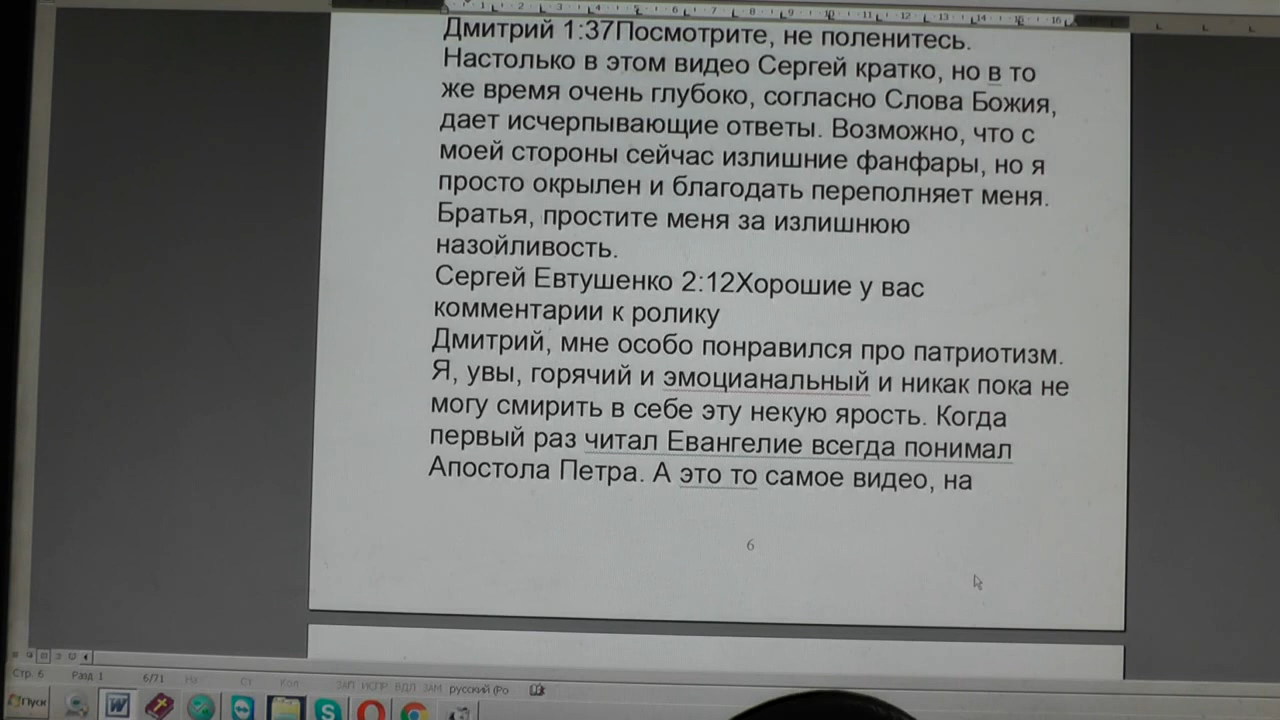 Дмитрий 1:37Посмотрите, не поленитесь.
Настолько в этом видео Сергей кратко, но в то
же время очень глубоко, согласно Слова Божия,
дает исчерпывающие ответы. Возможно, что с
моей стороны сейчас излишние фанфары, но я
просто окрылен и благодать переполняет меня.
Братья, простите меня за излишнюю
назойливость.
Сергей Евтушенко 2:12Хорошие у вас
комментарии к ролику
Дмитрий, мне особо понравился про патриотизм.
Я, увы, горячий и эмоцианальный и никак пока не
могу смирить в себе эту некую ярость. Когда
первый раз читал Евангелие всегда понимал
Апостола Петра. А это то самое видео, на
6
Стр. 6 Разд 1 6/71 На Ст Кол ЗАП ИСПР ВДЛ ЗАМ русский (Ро
Пуск